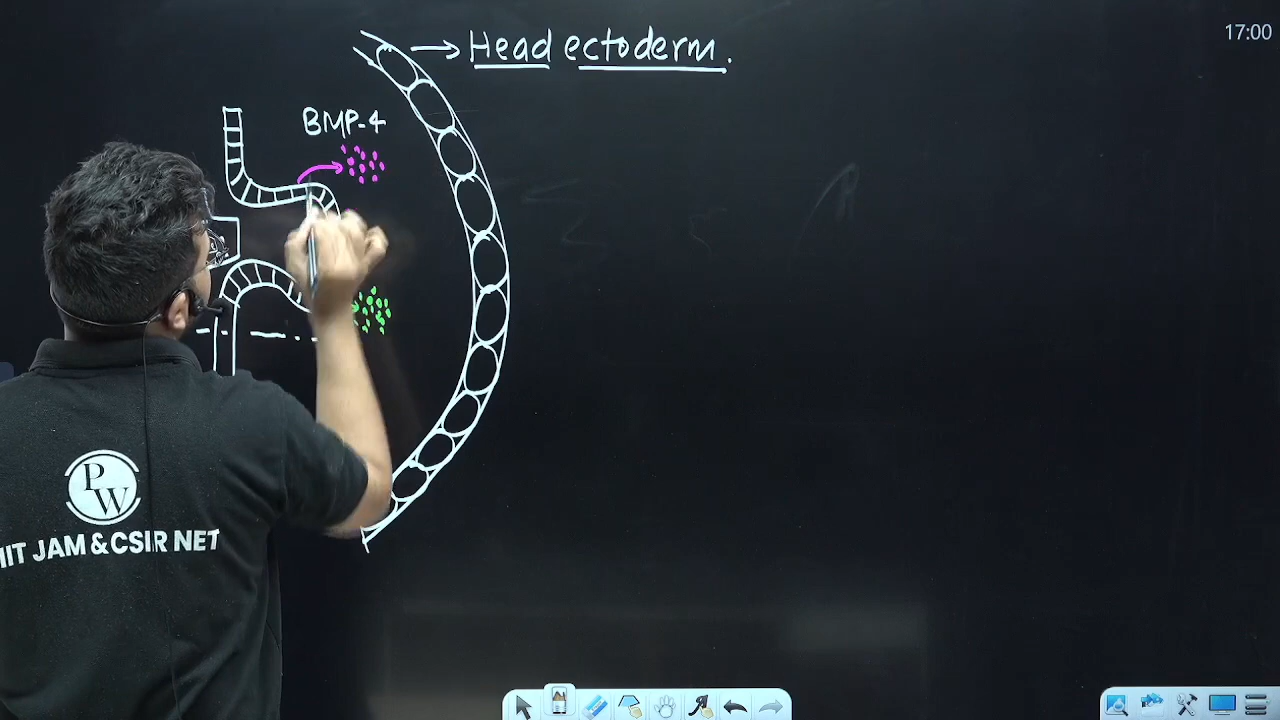 17:00
→ Head ectoderm.
BMP-4
PW
IIT JAM & CSIR NET